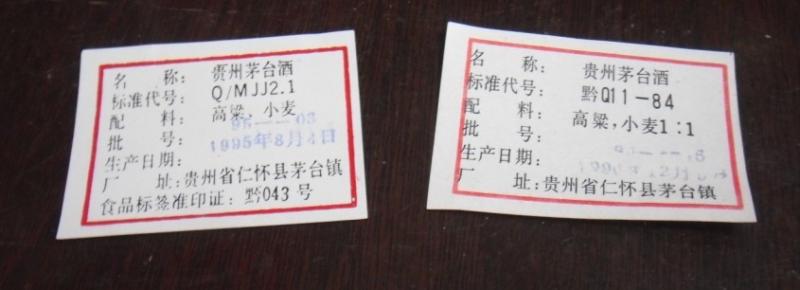 名 称: 贵州茅台酒
标准代号: Q/MJJ2.1
配 料: 高粱, 小麦
批 号: 95——03
生产日期: 1995年8月4日
厂 址: 贵州省仁怀县茅台镇
食品标签准印证: 黔043号
名 称: 贵州茅台酒
标准代号: 黔Q11-84
配 料: 高粱, 小麦1:1
批 号:
生产日期:
厂 址: 贵州省仁怀县茅台镇